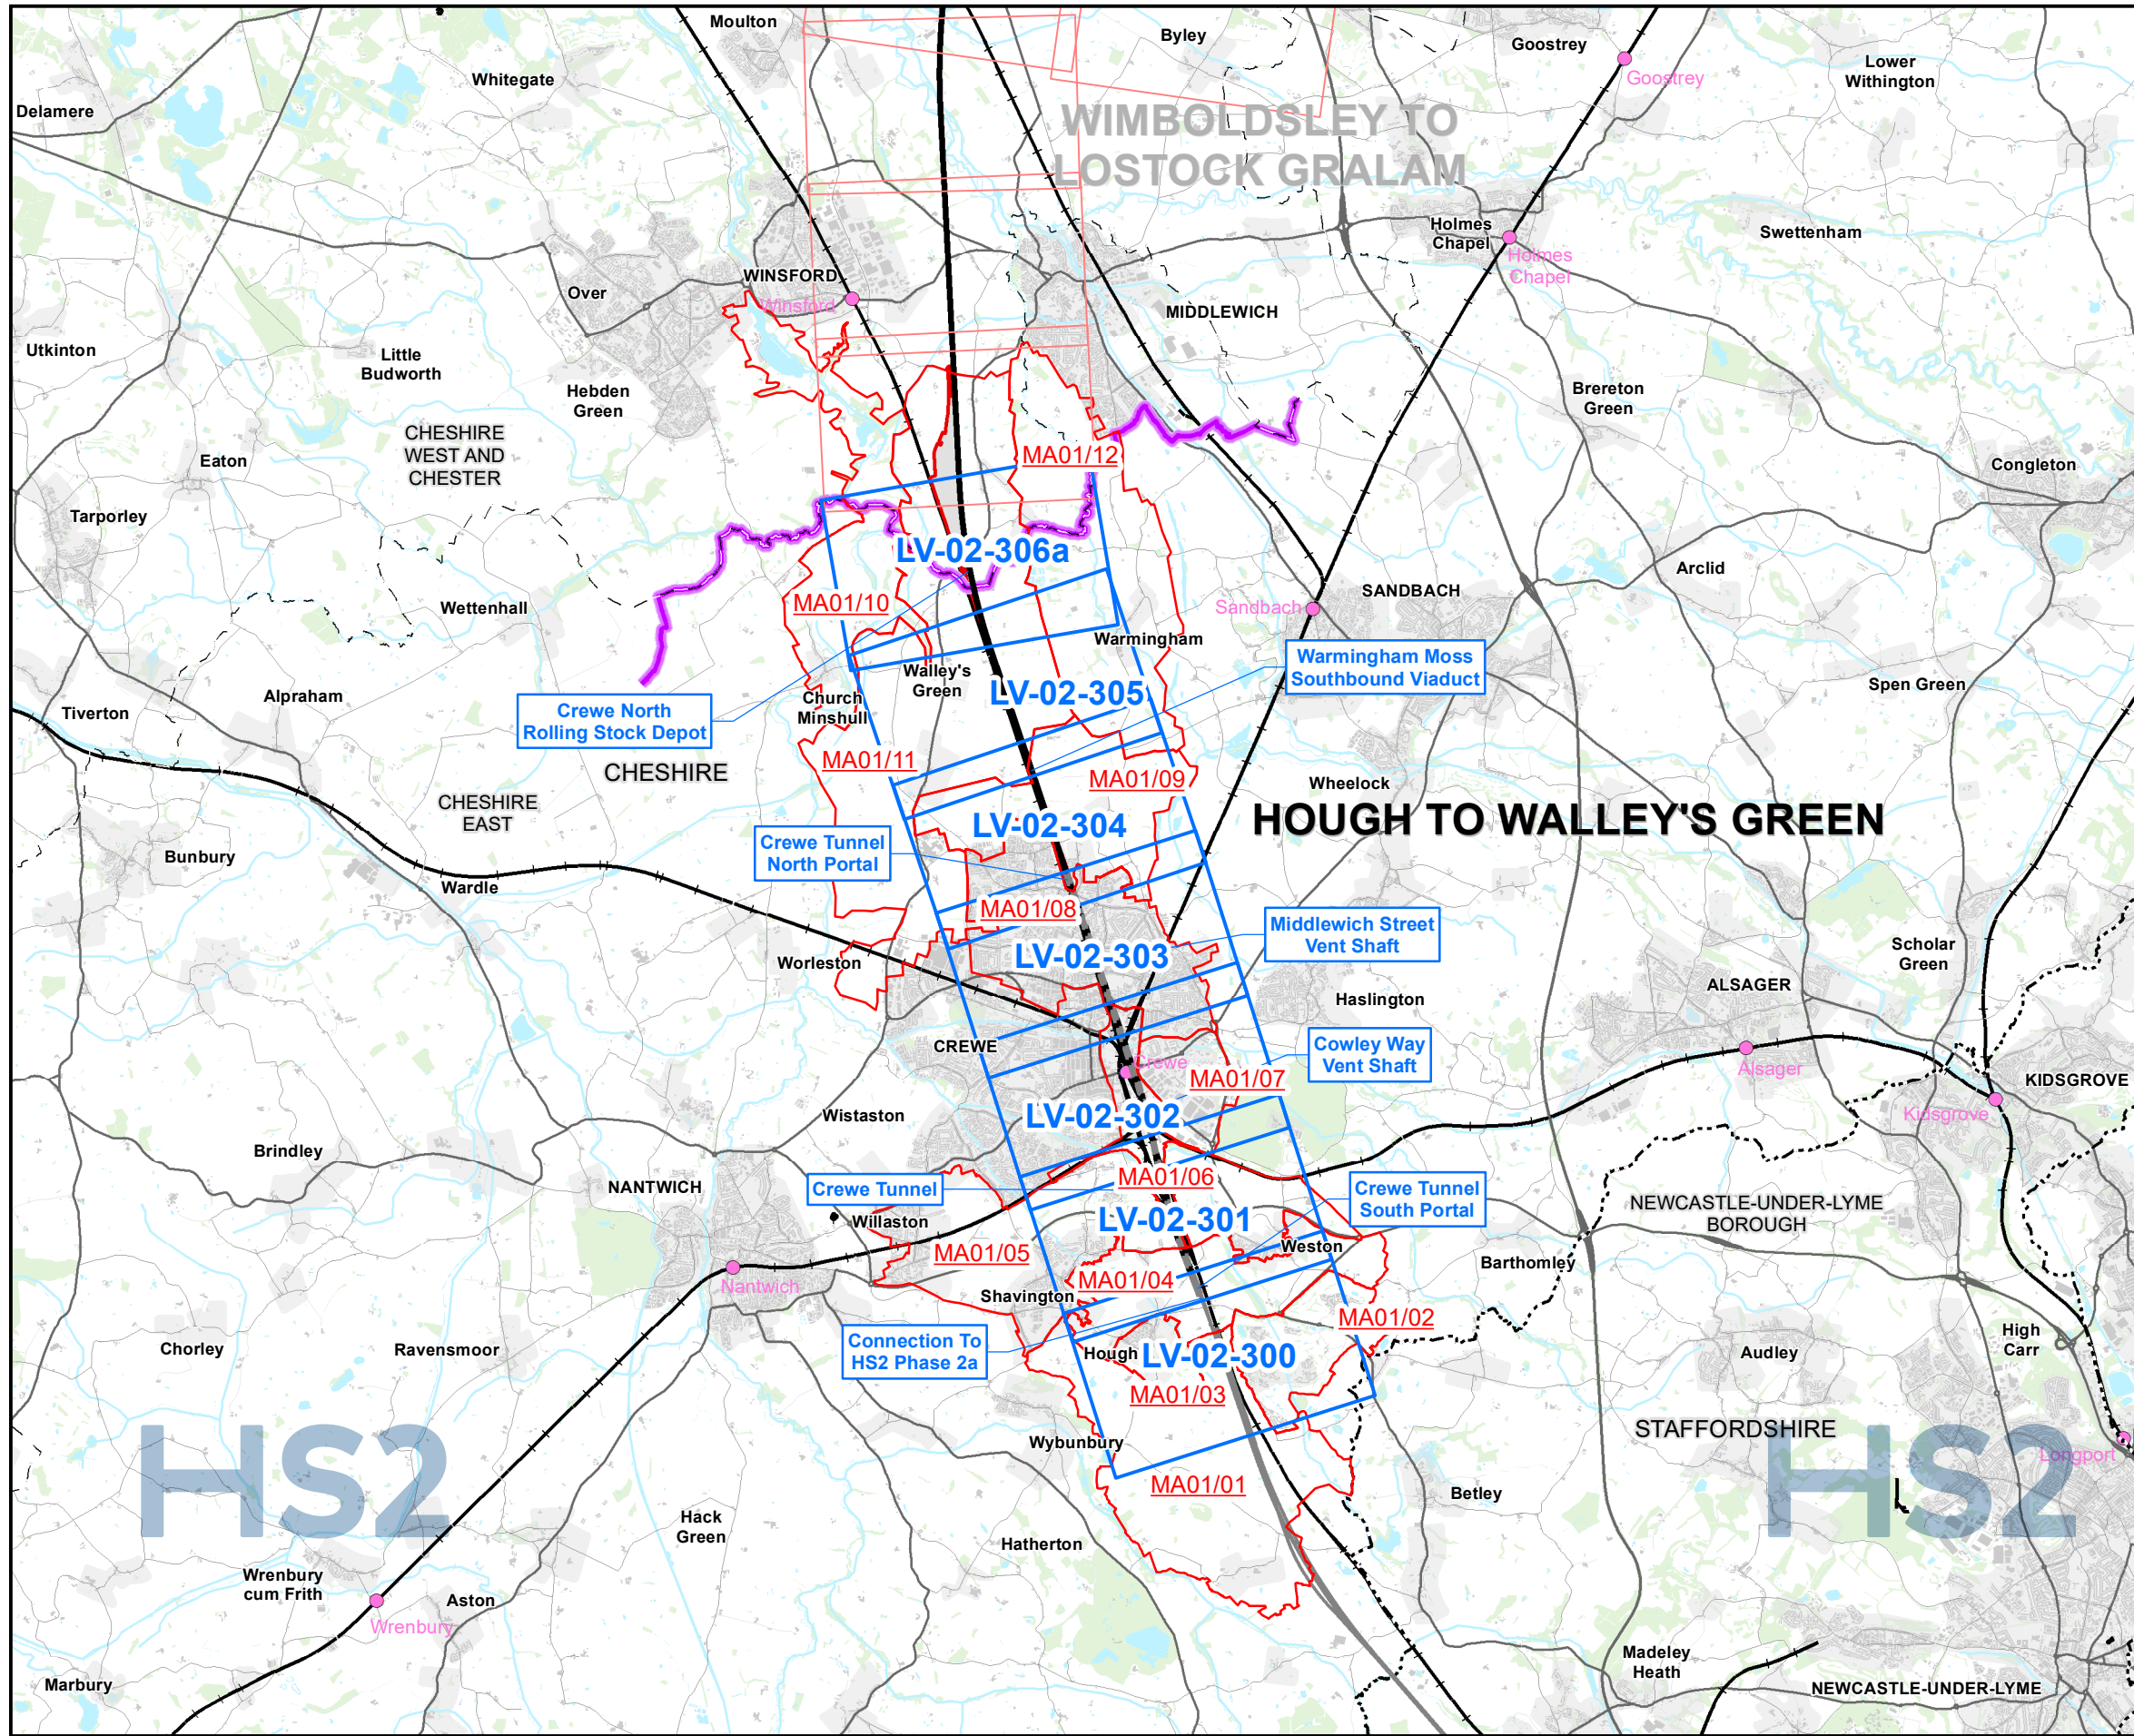 Moulton
Byley
Goostrey
Goostrey
Lower
Withington
Whitegate
Delamere
WIMBOLDSLEY TO
LOSTOCK GRALAM
Holmes
Chapel
Holmes
Chapel
Swettenham
WINSFORD
Winsford
Over
MIDDLEWICH
Utkinton
Little
Budworth
Hebden
Green
Brereton
Green
CHESHIRE
WEST AND
CHESTER
Eaton
MA01/12
Congleton
Tarporley
LV-02-306a
Arclid
MA01/10
Wettenhall
Sandbach
SANDBACH
Warmingham
Warmingham Moss
Southbound Viaduct
Walley's
Green
LV-02-305
Spen Green
Alpraham
Tiverton
Church
Minshull
Crewe North
Rolling Stock Depot
MA01/11
CHESHIRE
MA01/09
Wheelock
CHESHIRE
EAST
HOUGH TO WALLEY'S GREEN
LV-02-304
Crewe Tunnel
North Portal
Bunbury
Wardle
MA01/08
Middlewich Street
Vent Shaft
LV-02-303
Worleston
Scholar
Green
ALSAGER
Haslington
CREWE
Crewe
Cowley Way
Vent Shaft
Alsager
MA01/07
KIDSGROVE
Kidsgrove
Wistaston
LV-02-302
Brindley
NANTWICH
Crewe Tunnel
MA01/06
Crewe Tunnel
South Portal
NEWCASTLE-UNDER-LYME
BOROUGH
Willaston
LV-02-301
MA01/05
Weston
Barthomley
Nantwich
MA01/04
Shavington
MA01/02
Chorley
Ravensmoor
Connection To
HS2 Phase 2a
Hough
LV-02-300
High
Carr
Audley
MA01/03
STAFFORDSHIRE
HS2
HS2
Wybunbury
Longport
MA01/01
Betley
Hack
Green
Hatherton
Wrenbury
cum Frith
Aston
Wrenbury
Madeley
Heath
Marbury
NEWCASTLE-UNDER-LYME